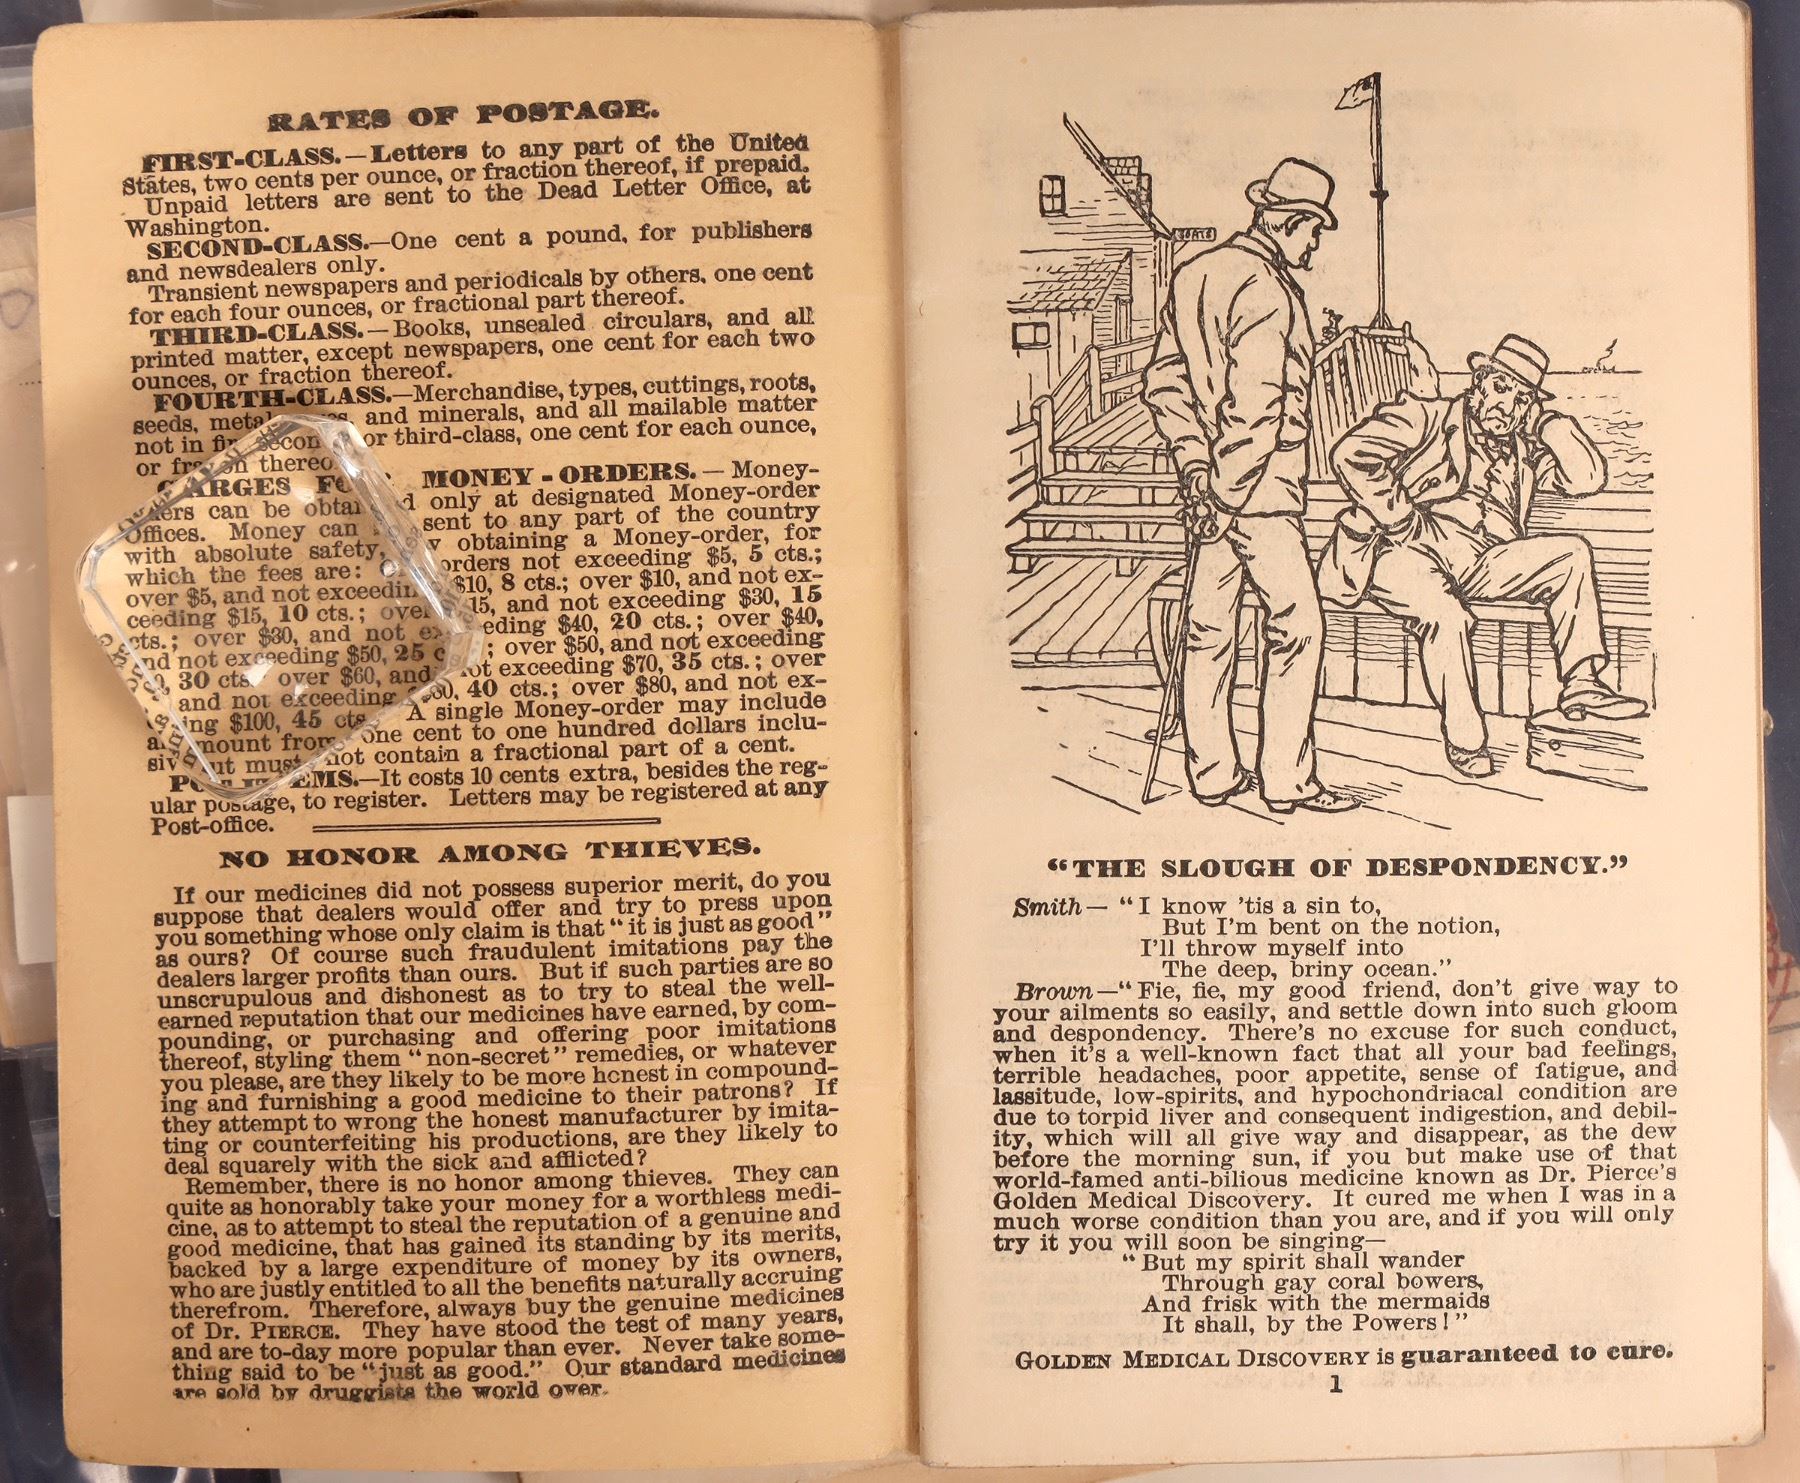 RATES OF POSTAGE.
FIRST-CLASS.—Letters to any part of the United
States, two cents per ounce, or fraction thereof, if prepaid.
Unpaid letters are sent to the Dead Letter Office, at
Washington.
SECOND-CLASS.—One cent a pound, for publishers
and newsdealers only.
Transient newspapers and periodicals by others, one cent
for each four ounces, or fractional part thereof.
THIRD-CLASS.—Books, unsealed circulars, and all
printed matter, except newspapers, one cent for each two
ounces, or fraction thereof.
FOURTH-CLASS.—Merchandise, types, cuttings, roots,
seeds, and minerals, and all mailable matter
not in or third-class, one cent for each ounce,
or
MONEY-ORDERS.—Money-
can be only at designated Money-order
Offices. Money can sent to any part of the country
with absolute safety, obtaining a Money-order, for
which the fees are: orders not exceeding $5, 5 cts.;
over $5, and not exceeding $10, 8 cts.; over $10, and not ex-
ceeding $15, 10 cts.; over $15, and not exceeding $30, 15
cts.; over $30, and not $40, 20 cts.; over $40,
and not exceeding $50, 25 over $50, and not exceeding
30 cts. over $60, and not exceeding $70, 35 cts.; over
and not exceeding 40 cts.; over $80, and not ex-
$100, 45 cts. A single Money-order may include
amount from one cent to one hundred dollars inclu-
but must not contain a fractional part of a cent.
It costs 10 cents extra, besides the reg-
ular postage, to register. Letters may be registered at any
Post-office.
NO HONOR AMONG THIEVES.
If our medicines did not possess superior merit, do you
suppose that dealers would offer and try to press upon
you something whose only claim is that "it is just as good"
as ours? Of course such fraudulent imitations pay the
dealers larger profits than ours. But if such parties are so
unscrupulous and dishonest as to try to steal the well-
earned reputation that our medicines have earned, by com-
pounding, or purchasing and offering poor imitations
thereof, styling them "non-secret" remedies, or whatever
you please, are they likely to be more honest in compound-
ing and furnishing a good medicine to their patrons? If
they attempt to wrong the honest manufacturer by imita-
ting or counterfeiting his productions, are they likely to
deal squarely with the sick and afflicted?
Remember, there is no honor among thieves. They can
quite as honorably take your money for a worthless medi-
cine, as to attempt to steal the reputation of a genuine and
good medicine, that has gained its standing by its merits,
backed by a large expenditure of money by its owners,
who are justly entitled to all the benefits naturally accruing
therefrom. Therefore, always buy the genuine medicines
of Dr. PIERCE. They have stood the test of many years,
and are to-day more popular than ever. Never take some-
thing said to be "just as good." Our standard medicines
are sold by druggists the world over.
BOATS
"THE SLOUGH OF DESPONDENCY."
Smith— "I know 'tis a sin to,
But I'm bent on the notion,
I'll throw myself into
The deep, briny ocean."
Brown—"Fie, fie, my good friend, don't give way to
your ailments so easily, and settle down into such gloom
and despondency. There's no excuse for such conduct,
when it's a well-known fact that all your bad feelings,
terrible headaches, poor appetite, sense of fatigue, and
lassitude, low-spirits, and hypochondriacal condition are
due to torpid liver and consequent indigestion, and debil-
ity, which will all give way and disappear, as the dew
before the morning sun, if you but make use of that
world-famed anti-bilious medicine known as Dr. Pierce's
Golden Medical Discovery. It cured me when I was in a
much worse condition than you are, and if you will only
try it you will soon be singing—
"But my spirit shall wander
Through gay coral bowers,
And frisk with the mermaids
It shall, by the Powers!"
GOLDEN MEDICAL DISCOVERY is guaranteed to cure.
1